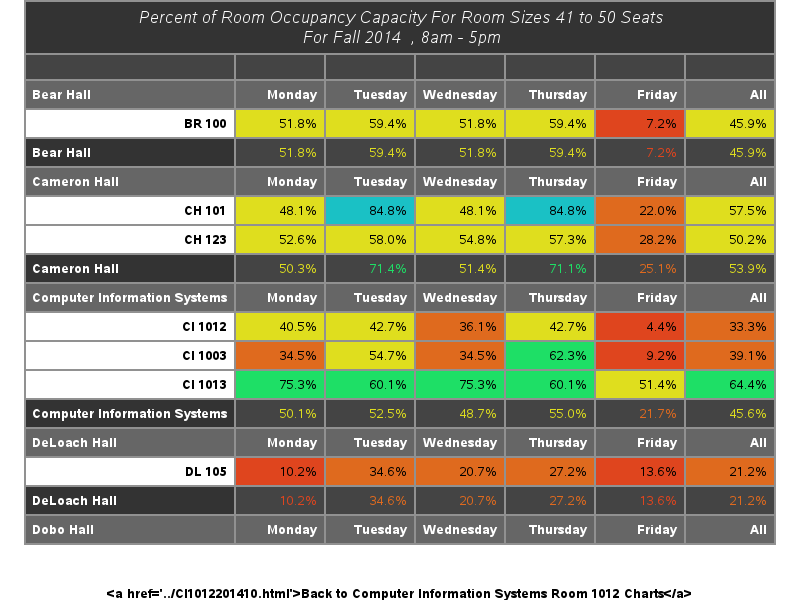 Percent of Room Occupancy Capacity For Room Sizes 41 to 50 Seats
For Fall 2014 , 8am - 5pm
Bear Hall Monday Tuesday Wednesday Thursday Friday All
BR 100 51.8% 59.4% 51.8% 59.4% 7.2% 45.9%
Bear Hall 51.8% 59.4% 51.8% 59.4% 7.2% 45.9%
Cameron Hall Monday Tuesday Wednesday Thursday Friday All
CH 101 48.1% 84.8% 48.1% 84.8% 22.0% 57.5%
CH 123 52.6% 58.0% 54.8% 57.3% 28.2% 50.2%
Cameron Hall 50.3% 71.4% 51.4% 71.1% 25.1% 53.9%
Computer Information Systems Monday Tuesday Wednesday Thursday Friday All
CI 1012 40.5% 42.7% 36.1% 42.7% 4.4% 33.3%
CI 1003 34.5% 54.7% 34.5% 62.3% 9.2% 39.1%
CI 1013 75.3% 60.1% 75.3% 60.1% 51.4% 64.4%
Computer Information Systems 50.1% 52.5% 48.7% 55.0% 21.7% 45.6%
DeLoach Hall Monday Tuesday Wednesday Thursday Friday All
DL 105 10.2% 34.6% 20.7% 27.2% 13.6% 21.2%
DeLoach Hall 10.2% 34.6% 20.7% 27.2% 13.6% 21.2%
Dobo Hall Monday Tuesday Wednesday Thursday Friday All
&lt;a href='../CI1012201410.html'&gt;Back to Computer Information Systems Room 1012 Charts&lt;/a&gt;